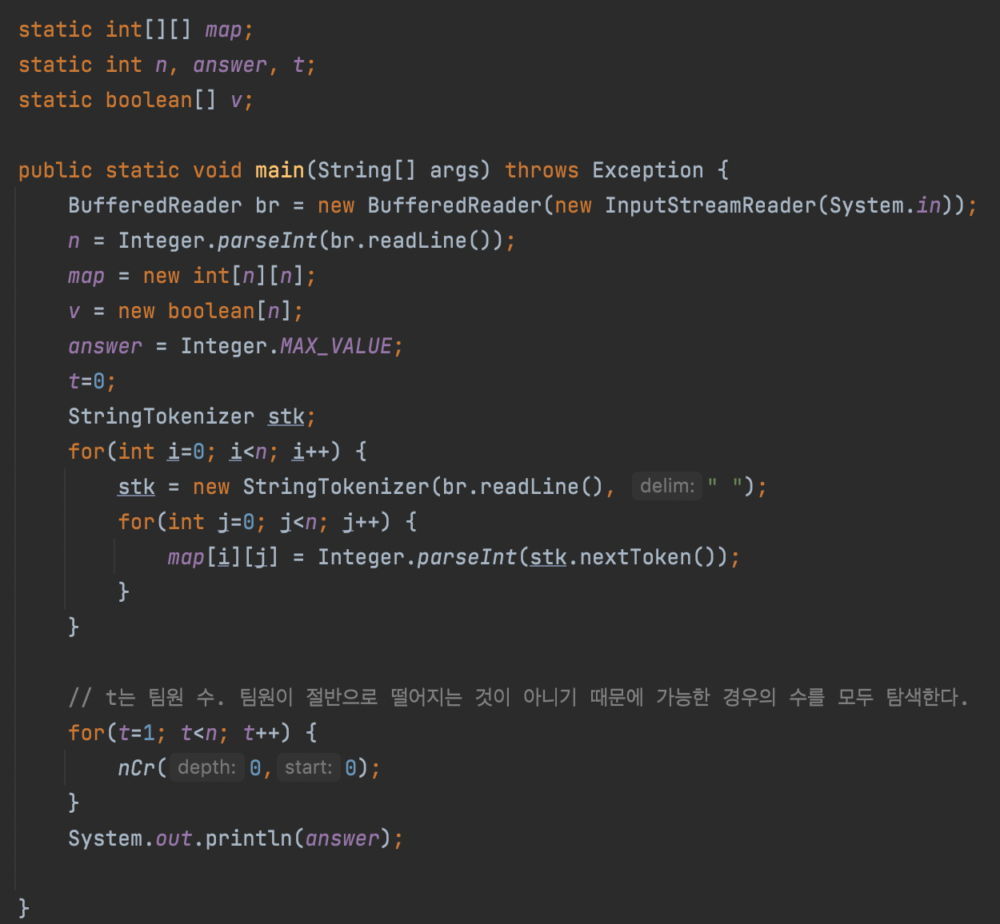 static int[][] map;
static int n, answer, t;
static boolean[] v;
public static void main(String[] args) throws Exception {
BufferedReader br = new BufferedReader(new InputStreamReader(System.in));
n = Integer.parseInt(br.readLine());
map = new int[n][n];
v = new boolean[n];
answer = Integer.MAX_VALUE;
t=0;
StringTokenizer stk;
for(int i=0; i<n; i++) {
stk = new StringTokenizer(br.readLine(), delim: " ");
for(int j=0; j<n; j++) {
map[i][j] = Integer.parseInt(stk.nextToken());
}
}
// t는 팀원 수. 팀원이 절반으로 떨어지는 것이 아니기 때문에 가능한 경우의 수를 모두 탐색한다.
for(t=1; t<n; t++) {
nCr( depth: 0, start: 0);
}
System.out.println(answer);
}